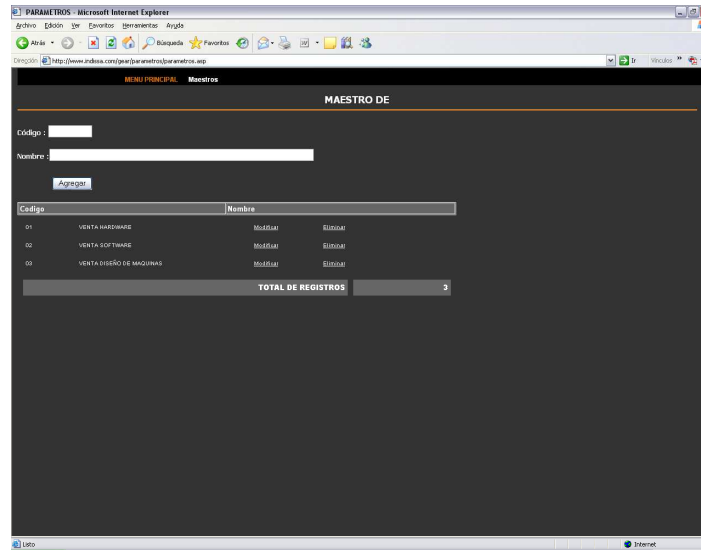 PARAMETROS - Microsoft Internet Explorer
Archivo Edición Ver Favoritos Herramientas Ayuda
Atrás Búsqueda Favoritos
Dirección http://www.indissa.com/gear/parametros/parametros.asp Ir Vínculos »
MENU PRINCIPAL Maestros
MAESTRO DE
Código :
Nombre :
Agregar
Codigo Nombre
01 VENTA HARDWARE Modificar Eliminar
02 VENTA SOFTWARE Modificar Eliminar
03 VENTA DISEÑO DE MAQUINAS Modificar Eliminar
TOTAL DE REGISTROS 3
Listo Internet